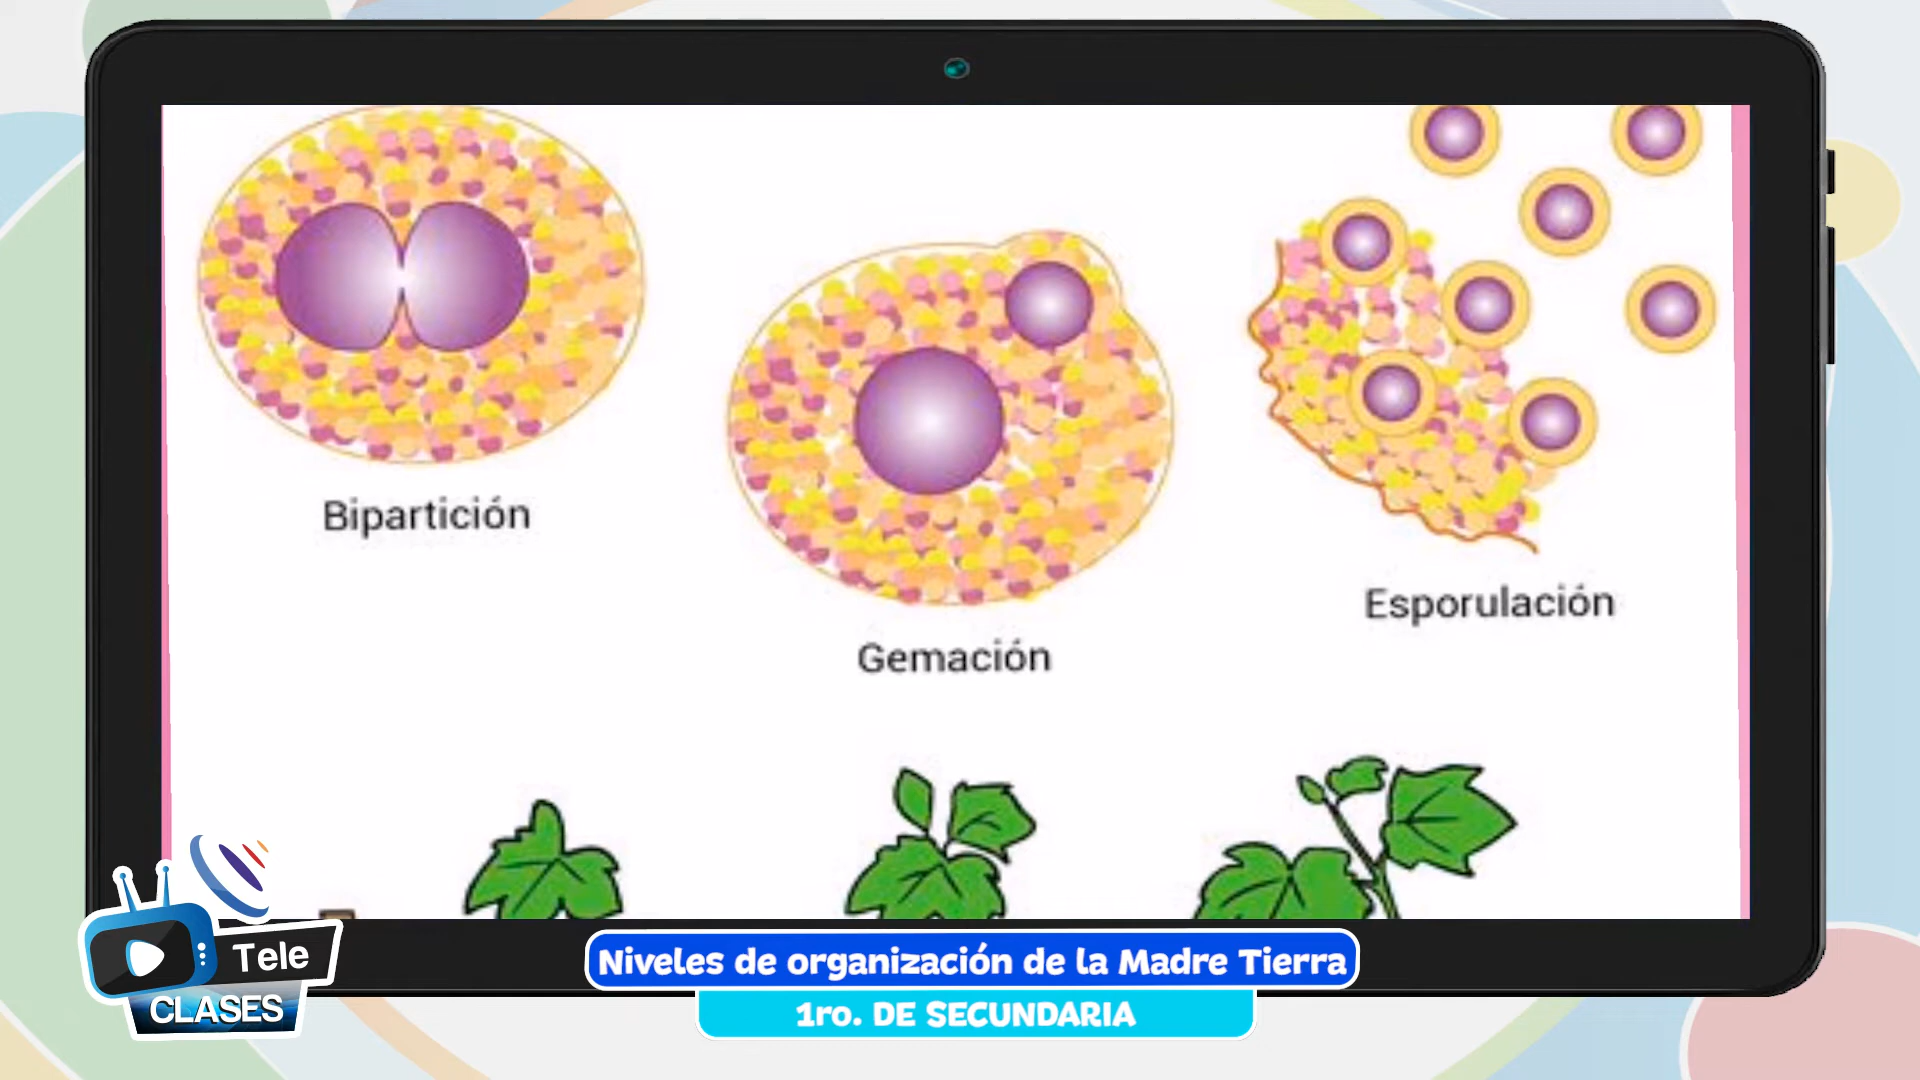 Bipartición
Gemación
Esporulación
Tele
CLASES
Niveles de organización de la Madre Tierra
1ro. DE SECUNDARIA